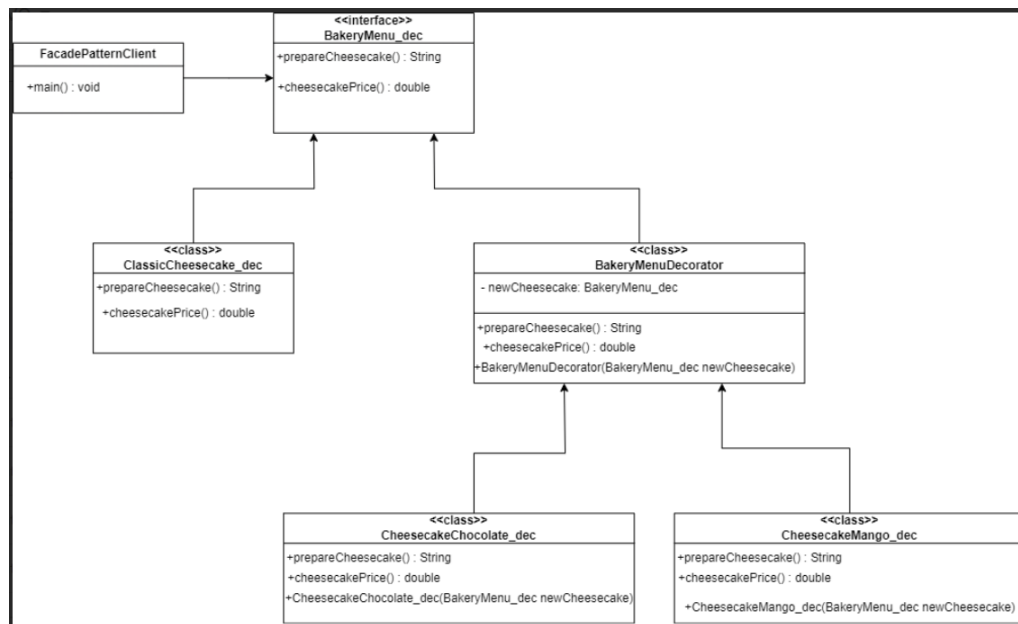 <<interface>>
BakeryMenu_dec
+prepareCheesecake() : String
+cheesecakePrice() : double
FacadePatternClient
+main() : void
<<class>>
ClassicCheesecake_dec
+prepareCheesecake() : String
+cheesecakePrice() : double
<<class>>
BakeryMenuDecorator
- newCheesecake: BakeryMenu_dec
+prepareCheesecake() : String
+cheesecakePrice() : double
+BakeryMenuDecorator(BakeryMenu_dec newCheesecake)
<<class>>
CheesecakeChocolate_dec
+prepareCheesecake() : String
+cheesecakePrice() : double
+CheesecakeChocolate_dec(BakeryMenu_dec newCheesecake)
<<class>>
CheesecakeMango_dec
+prepareCheesecake() : String
+cheesecakePrice() : double
+CheesecakeMango_dec(BakeryMenu_dec newCheesecake)